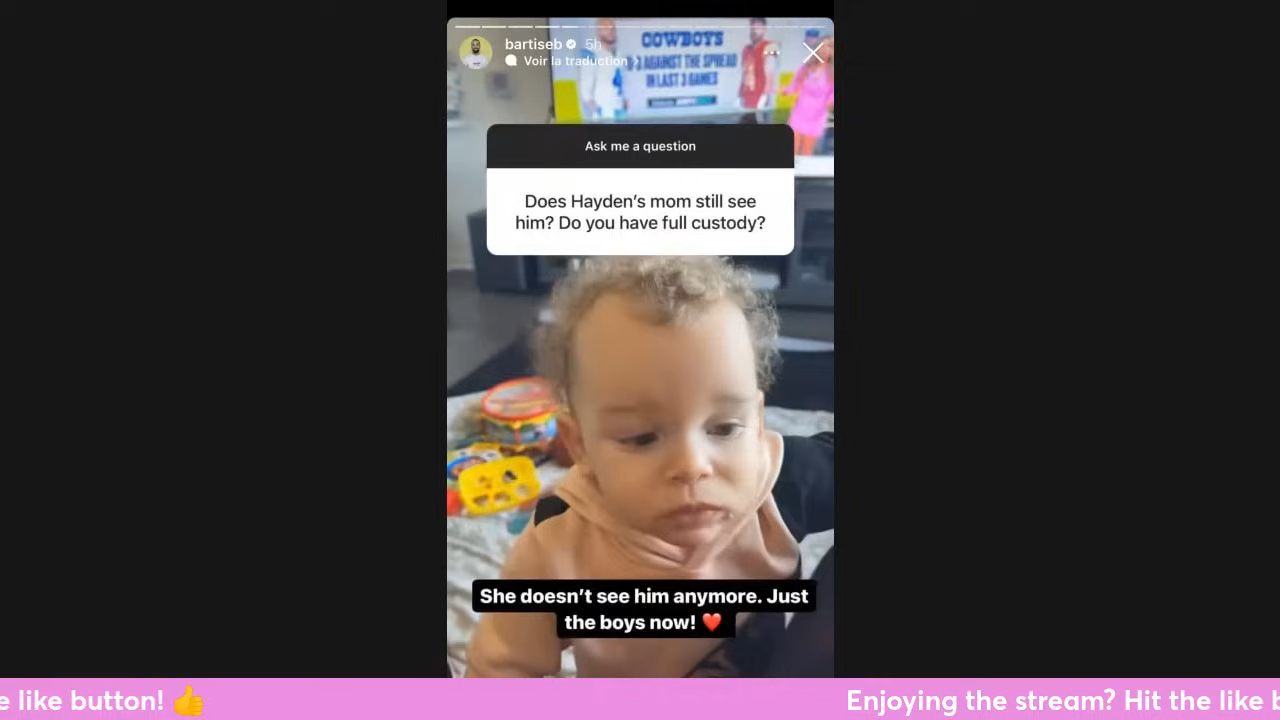 bartiseb 5h
Voir la traduction >
COWBOYS
AGAINST THE SPREAD
IN LAST 3 GAMES
Ask me a question
Does Hayden's mom still see
him? Do you have full custody?
She doesn't see him anymore. Just
the boys now! ❤️
e like button! 👍
Enjoying the stream? Hit the like b